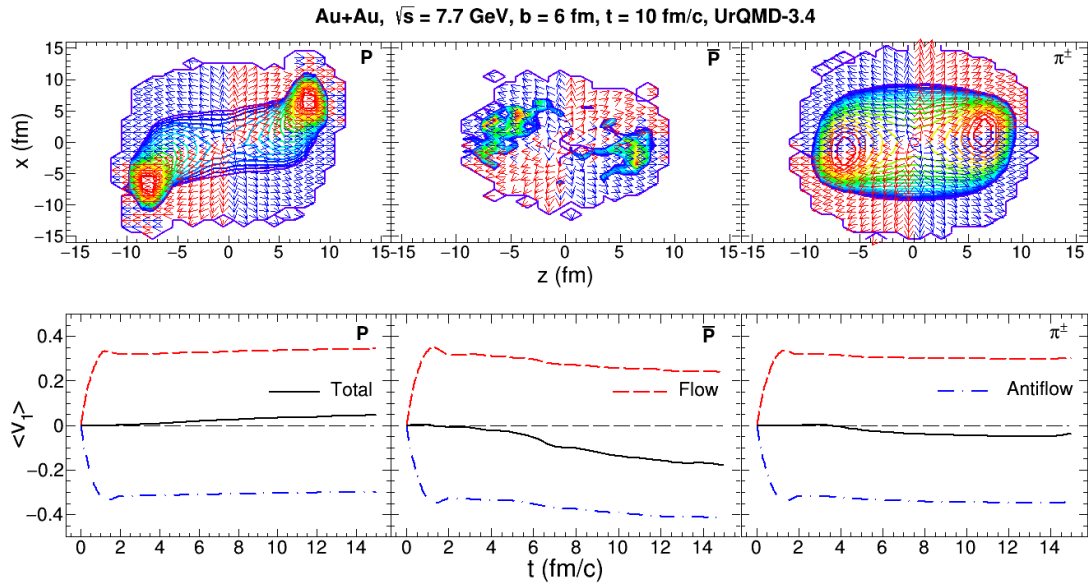 Au+Au, √s = 7.7 GeV, b = 6 fm, t = 10 fm/c, UrQMD-3.4
P
P̅
π±
x (fm)
15
10
5
0
−5
−10
−15
−15 −10 −5 0 5 10 15
−15 −10 −5 0 5 10 15
−15 −10 −5 0 5 10 15
z (fm)
P
P̅
π±
<v₁>
0.4
0.2
0
−0.2
−0.4
Total
Flow
Antiflow
0 2 4 6 8 10 12 14
0 2 4 6 8 10 12 14
0 2 4 6 8 10 12 14
t (fm/c)